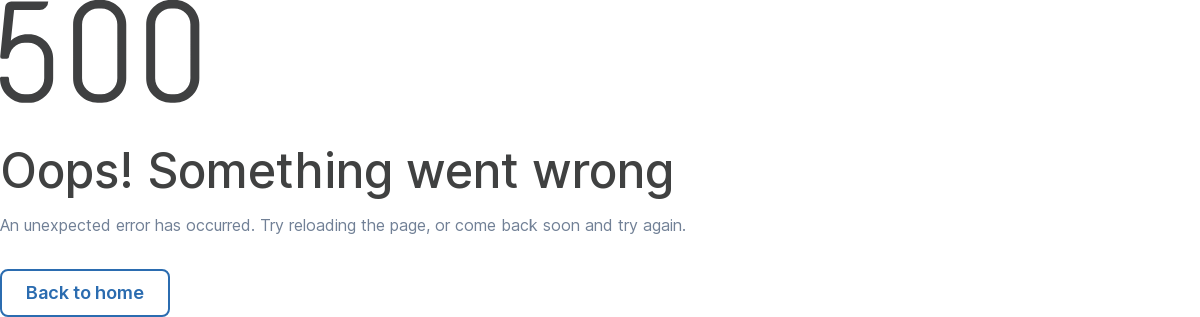 500
Oops! Something went wrong
An unexpected error has occurred. Try reloading the page, or come back soon and try again.
Back to home